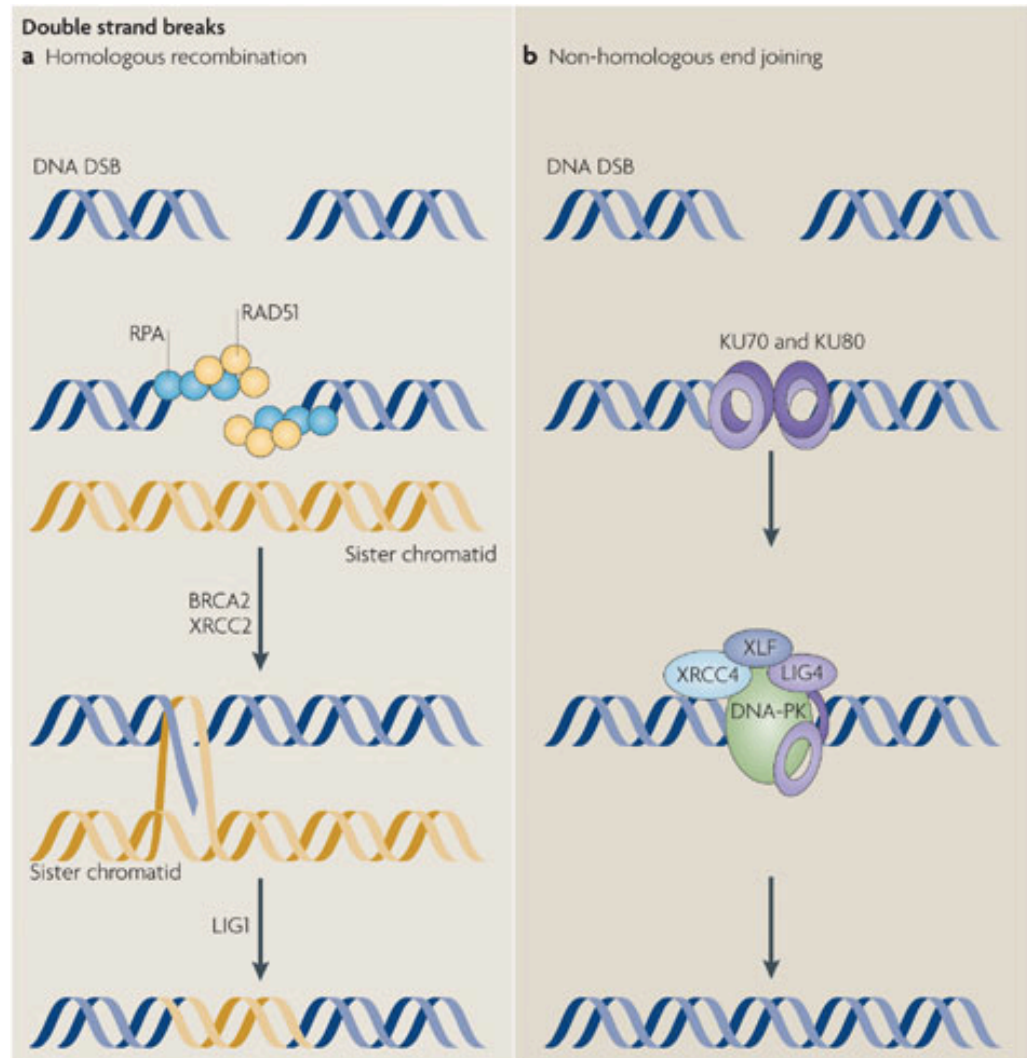 Double strand breaks
a Homologous recombination
DNA DSB
RPA
RAD51
Sister chromatid
BRCA2
XRCC2
Sister chromatid
LIG1
b Non-homologous end joining
DNA DSB
KU70 and KU80
XLF
XRCC4
LIG4
DNA-PK